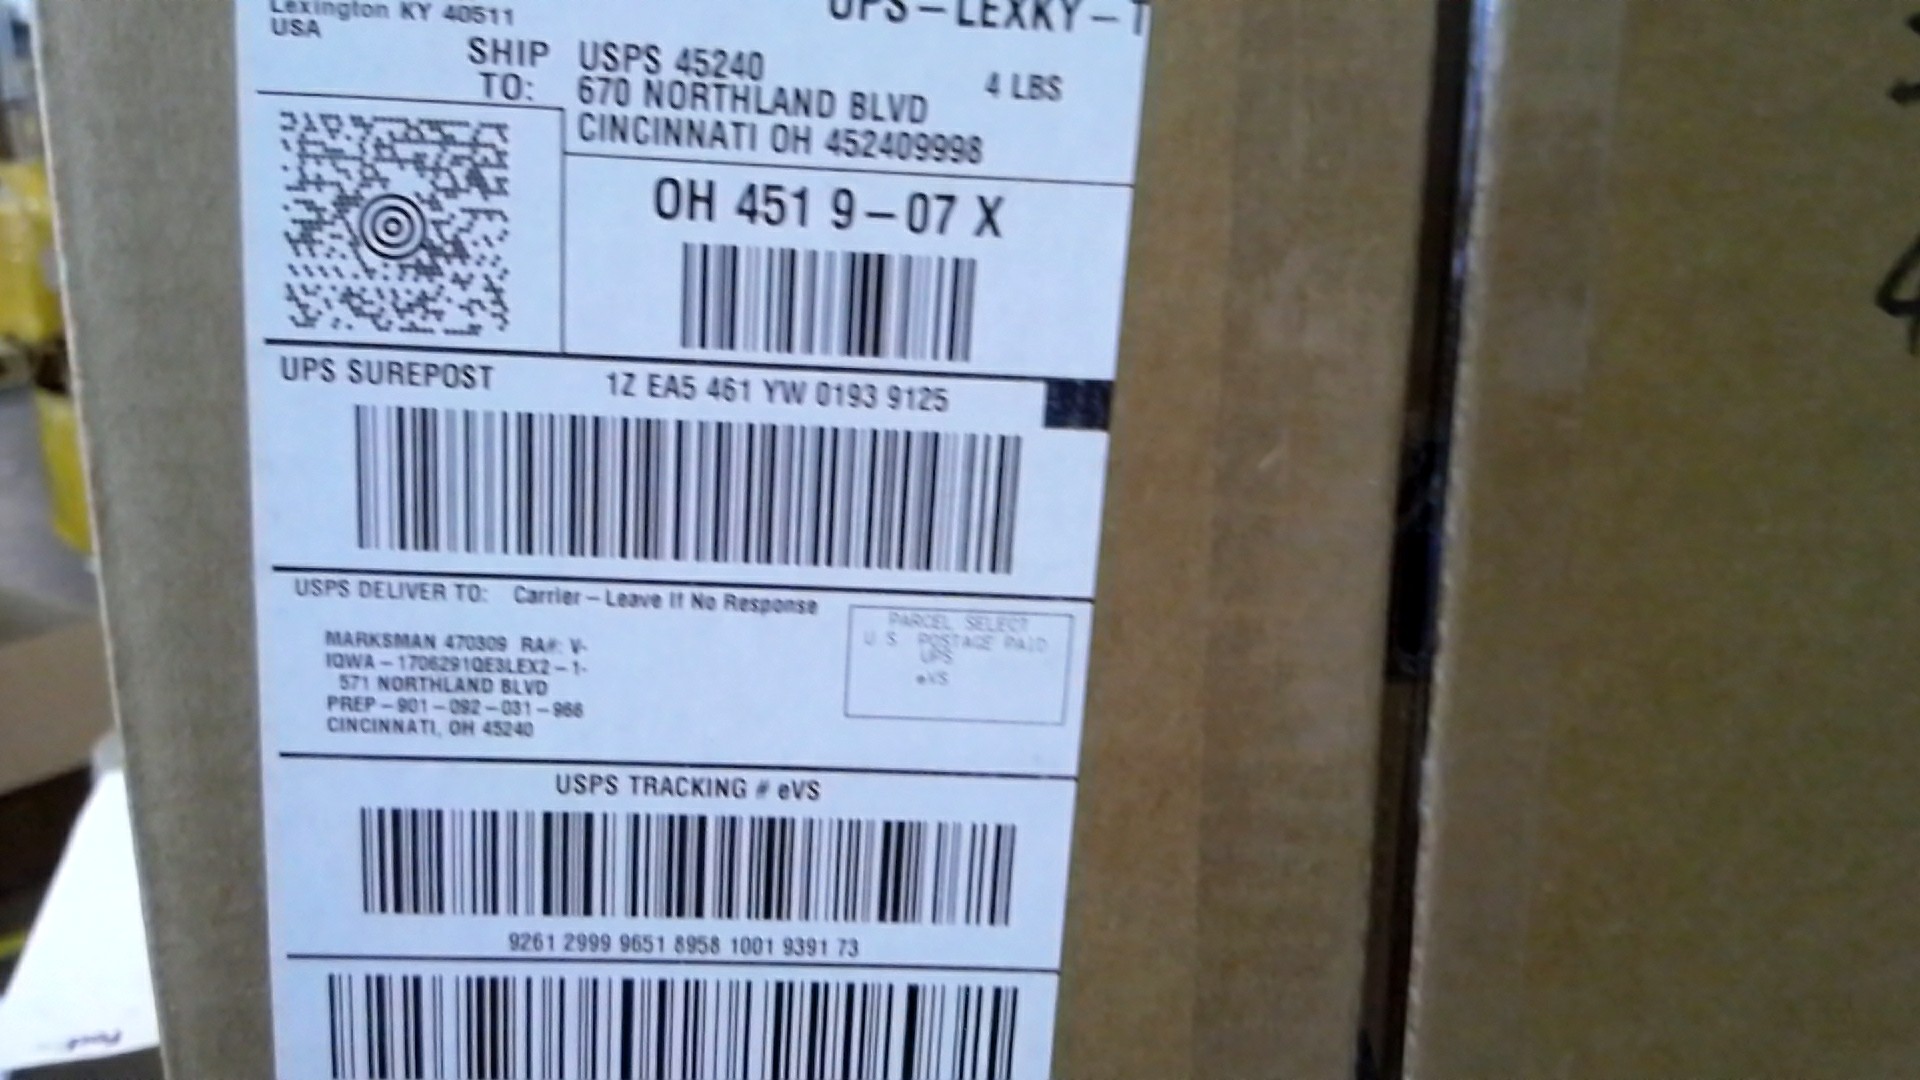 Lexington KY 40511
USA
UPS-LEXKY-T
SHIP TO:
USPS 45240
670 NORTHLAND BLVD
CINCINNATI OH 452409998
4 LBS
OH 451 9-07 X
UPS SUREPOST
1Z EA5 461 YW 0193 9125
USPS DELIVER TO: Carrier-Leave If No Response
MARKSMAN 470309 RA#: V-
IOWA-1706291QE3LEX2-1-
571 NORTHLAND BLVD
PREP-901-092-031-966
CINCINNATI, OH 45240
PARCEL SELECT
U S POSTAGE PAID
UPS
eVS
USPS TRACKING # eVS
9261 2999 9651 8958 1001 9391 73